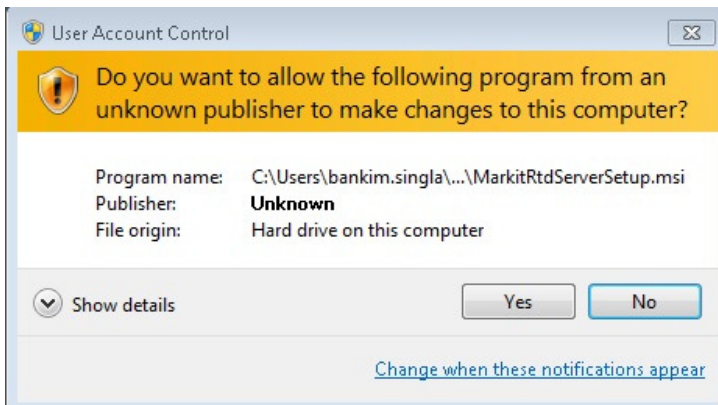 User Account Control
Do you want to allow the following program from an
unknown publisher to make changes to this computer?
Program name: C:\Users\bankim.singla\...\MarkitRtdServerSetup.msi
Publisher: Unknown
File origin: Hard drive on this computer
Show details Yes No
Change when these notifications appear